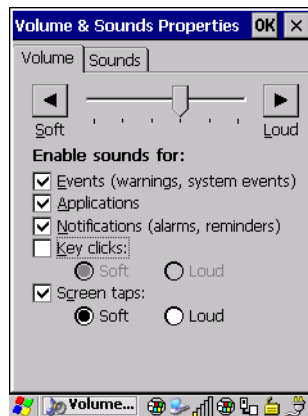 Volume & Sounds Properties OK ×
Volume Sounds
Soft Loud
Enable sounds for:
Events (warnings, system events)
Applications
Notifications (alarms, reminders)
Key clicks:
Soft Loud
Screen taps:
Soft Loud
Volume...